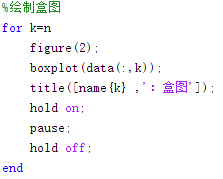 %绘制盒图
for k=n
figure(2);
boxplot(data(:,k));
title([name{k} ,'：盒图']);
hold on;
pause;
hold off;
end